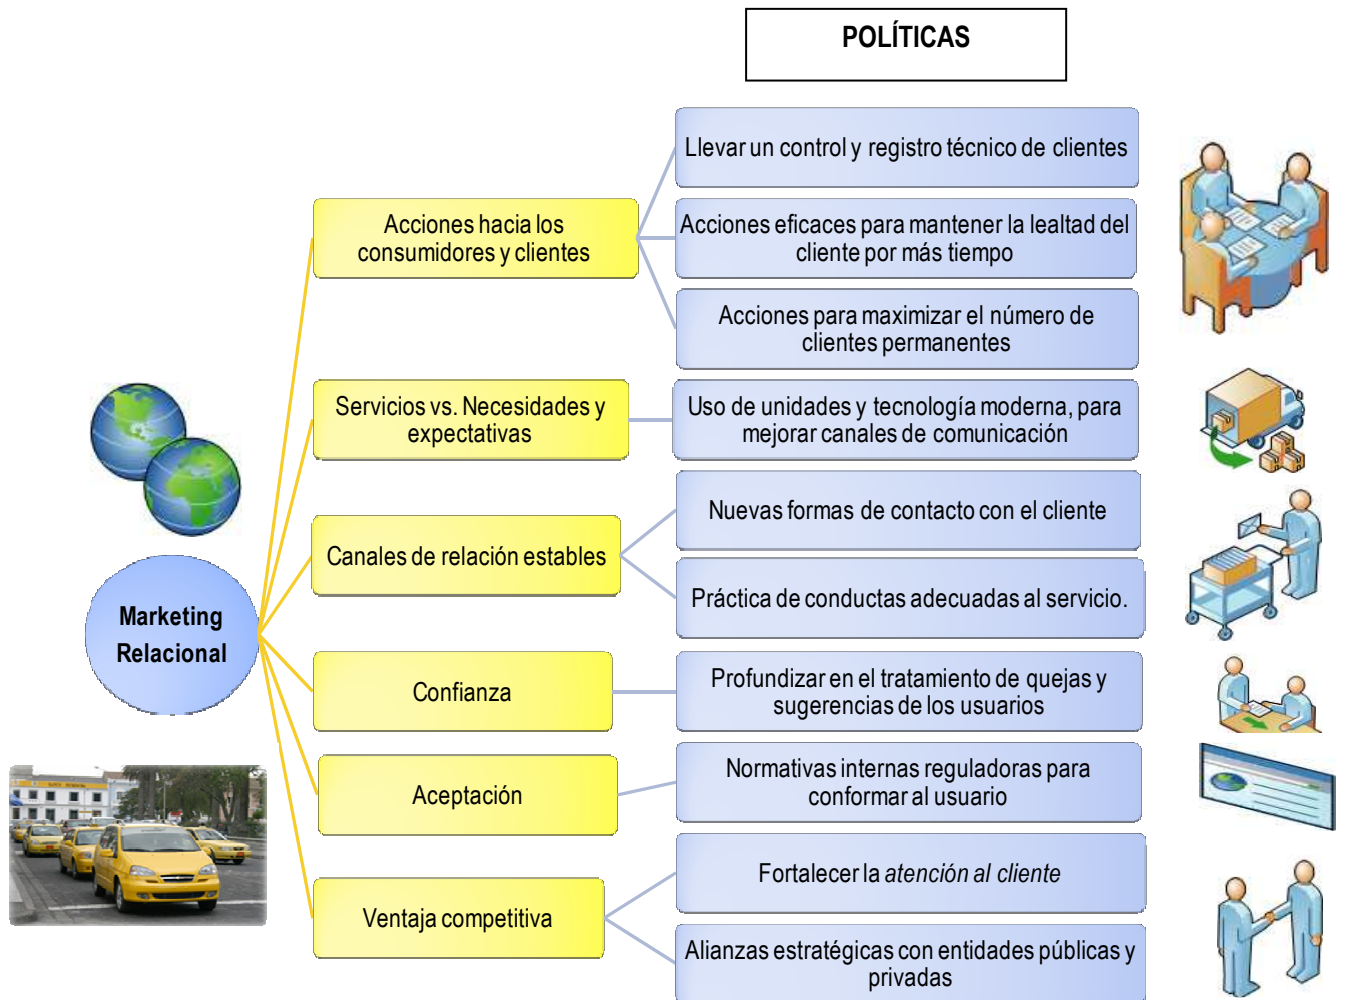 POLÍTICAS
Llevar un control y registro técnico de clientes
Acciones hacia los
consumidores y clientes
Acciones eficaces para mantener la lealtad del
cliente por más tiempo
Acciones para maximizar el número de
clientes permanentes
Servicios vs. Necesidades y
expectativas
Uso de unidades y tecnología moderna, para
mejorar canales de comunicación
Nuevas formas de contacto con el cliente
Canales de relación estables
Práctica de conductas adecuadas al servicio.
Marketing
Relacional
Confianza
Profundizar en el tratamiento de quejas y
sugerencias de los usuarios
Aceptación
Normativas internas reguladoras para
conformar al usuario
Fortalecer la atención al cliente
Ventaja competitiva
Alianzas estratégicas con entidades públicas y
privadas